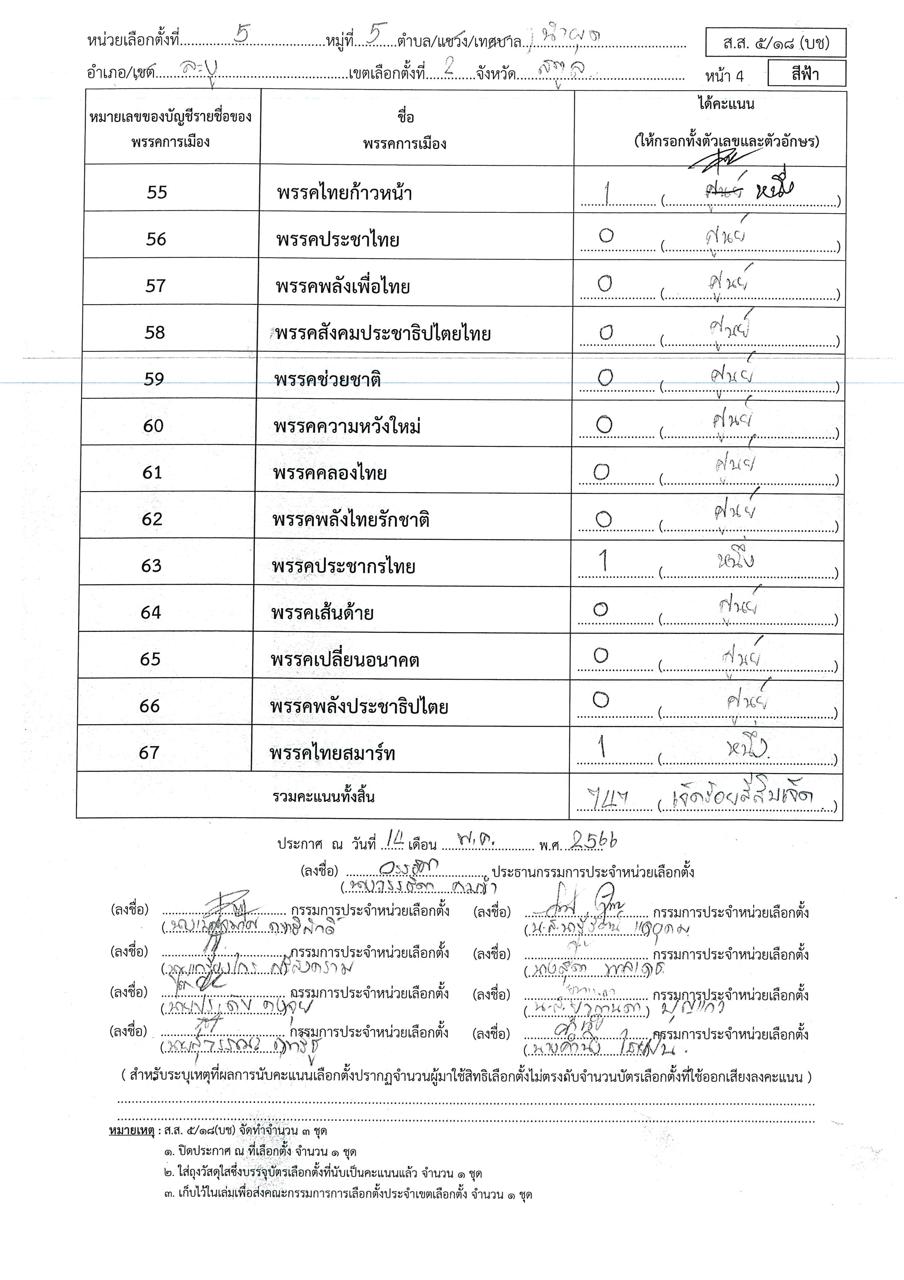 หน่วยเลือกตั้งที่ 5 หมู่ที่ 5 ตำบล/แขวง/เทศบาล น้ำผุด ส.ส. ๕/๑๘ (บช)
อำเภอ/เขต ละงู เขตเลือกตั้งที่ 2 จังหวัด สตูล หน้า 4 สีฟ้า
หมายเลขของบัญชีรายชื่อของพรรคการเมือง ชื่อพรรคการเมือง ได้คะแนน (ให้กรอกทั้งตัวเลขและตัวอักษร)
55 พรรคไทยก้าวหน้า 1 (ศูนย์ หนึ่ง)
56 พรรคประชาไทย 0 (ศูนย์)
57 พรรคพลังเพื่อไทย 0 (ศูนย์)
58 พรรคสังคมประชาธิปไตยไทย 0 (ศูนย์)
59 พรรคช่วยชาติ 0 (ศูนย์)
60 พรรคความหวังใหม่ 0 (ศูนย์)
61 พรรคคลองไทย 0 (ศูนย์)
62 พรรคพลังไทยรักชาติ 0 (ศูนย์)
63 พรรคประชากรไทย 1 (หนึ่ง)
64 พรรคเส้นด้าย 0 (ศูนย์)
65 พรรคเปลี่ยนอนาคต 0 (ศูนย์)
66 พรรคพลังประชาธิปไตย 0 (ศูนย์)
67 พรรคไทยสมาร์ท 1 (หนึ่ง)
รวมคะแนนทั้งสิ้น 747 (เจ็ดร้อยสี่สิบเจ็ด)
ประกาศ ณ วันที่ 14 เดือน พ.ค. พ.ศ. 2566
(ลงชื่อ) ประธานกรรมการประจำหน่วยเลือกตั้ง
(ลงชื่อ) กรรมการประจำหน่วยเลือกตั้ง (ลงชื่อ) กรรมการประจำหน่วยเลือกตั้ง
(ลงชื่อ) กรรมการประจำหน่วยเลือกตั้ง (ลงชื่อ) กรรมการประจำหน่วยเลือกตั้ง
(ลงชื่อ) กรรมการประจำหน่วยเลือกตั้ง (ลงชื่อ) กรรมการประจำหน่วยเลือกตั้ง
(ลงชื่อ) กรรมการประจำหน่วยเลือกตั้ง (ลงชื่อ) กรรมการประจำหน่วยเลือกตั้ง
( สำหรับระบุเหตุที่ผลการนับคะแนนเลือกตั้งปรากฏจำนวนผู้มาใช้สิทธิเลือกตั้งไม่ตรงกับจำนวนบัตรเลือกตั้งที่ใช้ออกเสียงลงคะแนน )
หมายเหตุ : ส.ส. ๕/๑๘(บช) จัดทำจำนวน ๓ ชุด
๑. ปิดประกาศ ณ ที่เลือกตั้ง จำนวน ๑ ชุด
๒. ใส่ถุงวัสดุใสซึ่งบรรจุบัตรเลือกตั้งที่นับเป็นคะแนนแล้ว จำนวน ๑ ชุด
๓. เก็บไว้ในเล่มเพื่อส่งคณะกรรมการการเลือกตั้งประจำเขตเลือกตั้ง จำนวน ๑ ชุด